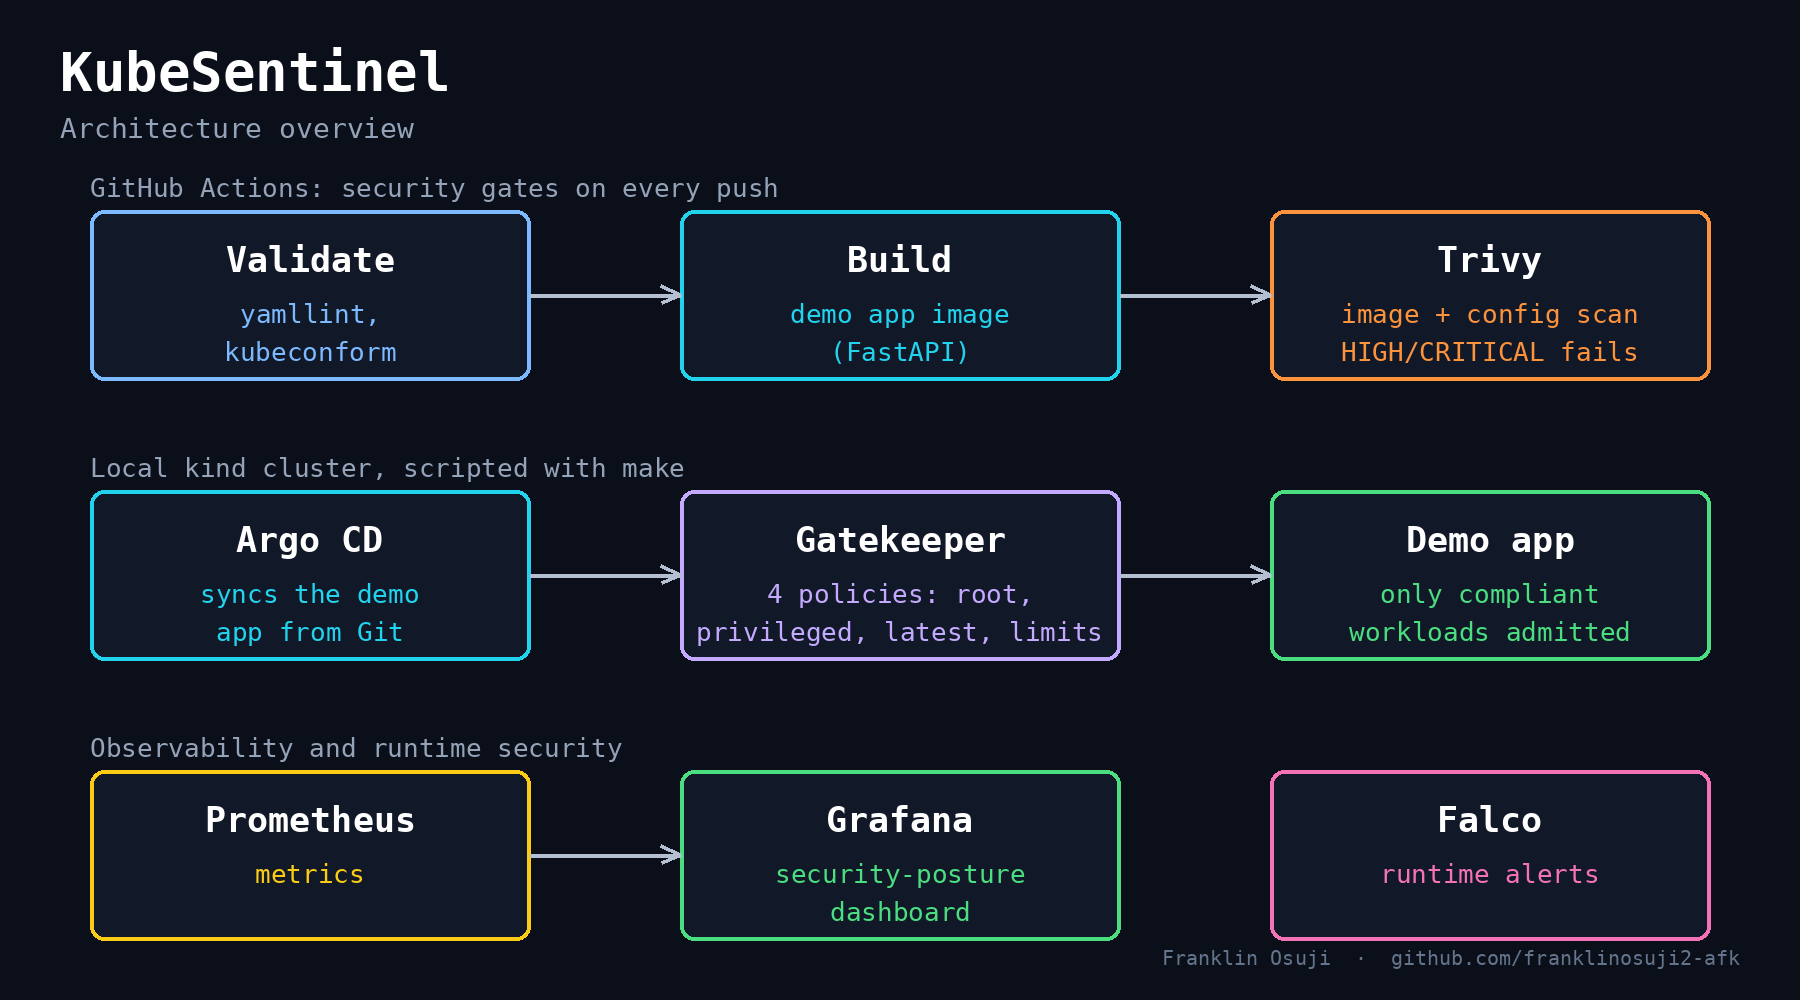 KubeSentinel
Architecture overview
GitHub Actions: security gates on every push
Validate
yamllint,
kubeconform
Build
demo app image
(FastAPI)
Trivy
image + config scan
HIGH/CRITICAL fails
Local kind cluster, scripted with make
Argo CD
syncs the demo
app from Git
Gatekeeper
4 policies: root,
privileged, latest, limits
Demo app
only compliant
workloads admitted
Observability and runtime security
Prometheus
metrics
Grafana
security-posture
dashboard
Falco
runtime alerts
Franklin Osuji · github.com/franklinosuji2-afk